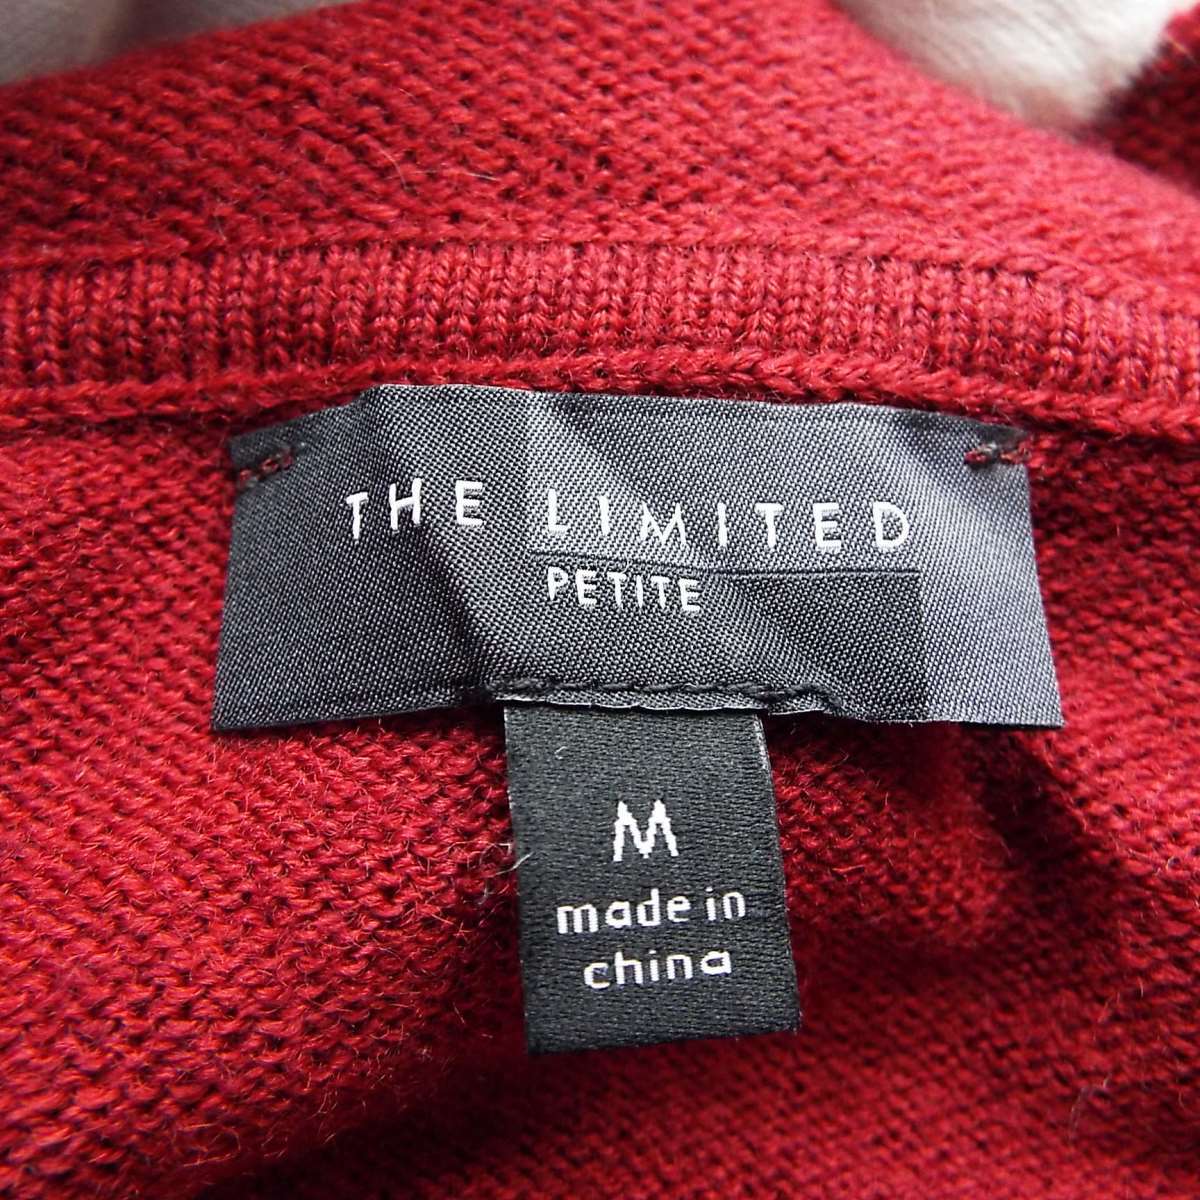 THE LIMITED
PETITE
M
made in
china